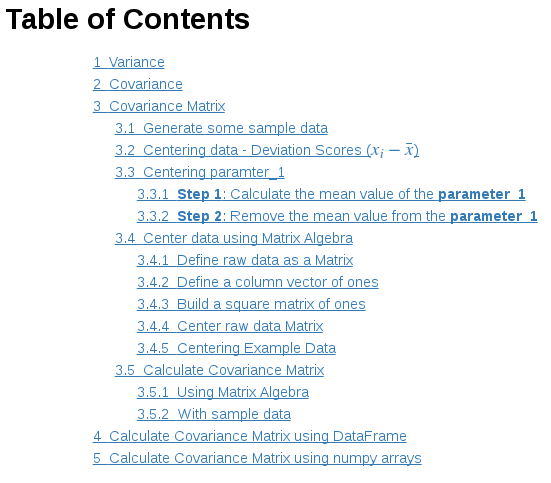 Table of Contents
1 Variance
2 Covariance
3 Covariance Matrix
3.1 Generate some sample data
3.2 Centering data - Deviation Scores (xᵢ − x̄)
3.3 Centering paramter_1
3.3.1 Step 1: Calculate the mean value of the parameter_1
3.3.2 Step 2: Remove the mean value from the parameter_1
3.4 Center data using Matrix Algebra
3.4.1 Define raw data as a Matrix
3.4.2 Define a column vector of ones
3.4.3 Build a square matrix of ones
3.4.4 Center raw data Matrix
3.4.5 Centering Example Data
3.5 Calculate Covariance Matrix
3.5.1 Using Matrix Algebra
3.5.2 With sample data
4 Calculate Covariance Matrix using DataFrame
5 Calculate Covariance Matrix using numpy arrays